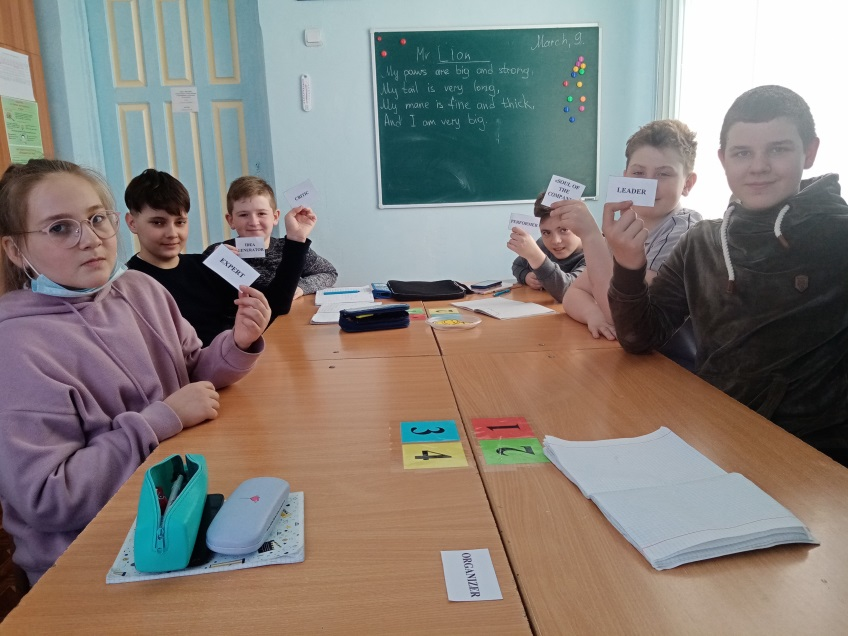 March, 9.
Mr Lion
My paws are big and strong.
My tail is very long,
My mane is fine and thick,
And I am very big.
CRITIC
IDEA
GENERATOR
EXPERT
PERFORMER
SOUL OF
THE
COMPANY
LEADER
3
1
4
2
ORGANIZER